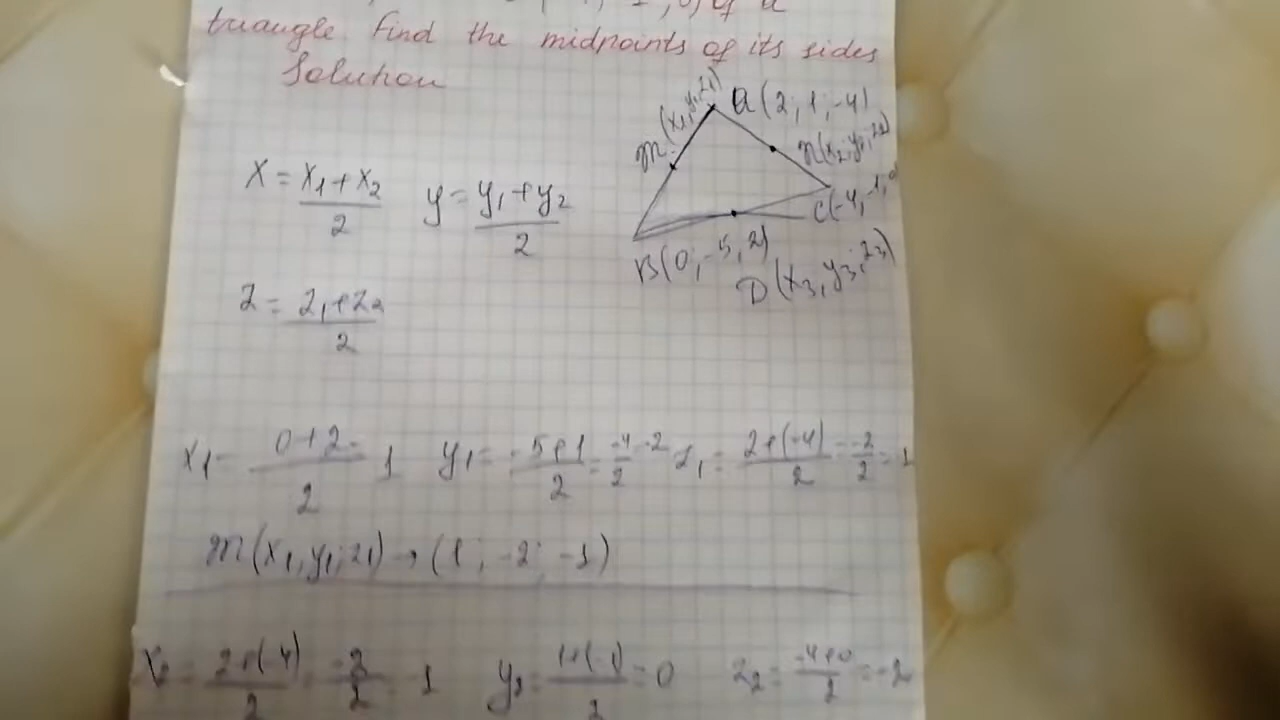 triangle. Find the midpoints of its sides
Solution
A(2; 1; -4)
M(x₁; y₁; z₁)
N(x₂; y₂; z₂)
C(-4; -1;
B(0; -5; 2)
D(x₃; y₃; z₃)
x = x₁ + x₂ / 2 y = y₁ + y₂ / 2
z = z₁ + z₂ / 2
x₁ = 0 + 2 / 2 = 1 y₁ = -5 + 1 / 2 = -4 / 2 = -2 z₁ = 2 + (-4) / 2 = -2 / 2 = -1
M(x₁; y₁; z₁) → (1; -2; -1)
x₂ = 2 + (-4) / 2 = -2 / 2 = -1 y₂ = 1 + (-1) / 2 = 0 z₂ = -4 + 0 / 2 = -2